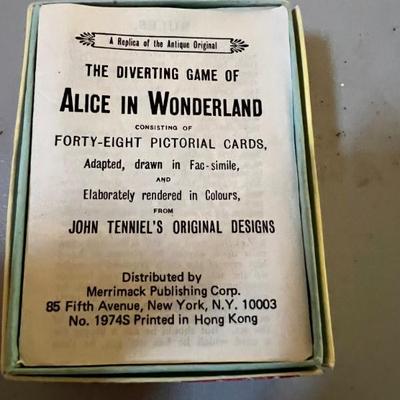 A Replica of the Antique Original
THE DIVERTING GAME OF
ALICE IN WONDERLAND
CONSISTING OF
FORTY-EIGHT PICTORIAL CARDS,
Adapted, drawn in Fac-simile,
AND
Elaborately rendered in Colours,
FROM
JOHN TENNIEL'S ORIGINAL DESIGNS
Distributed by
Merrimack Publishing Corp.
85 Fifth Avenue, New York, N.Y. 10003
No. 1974S Printed in Hong Kong